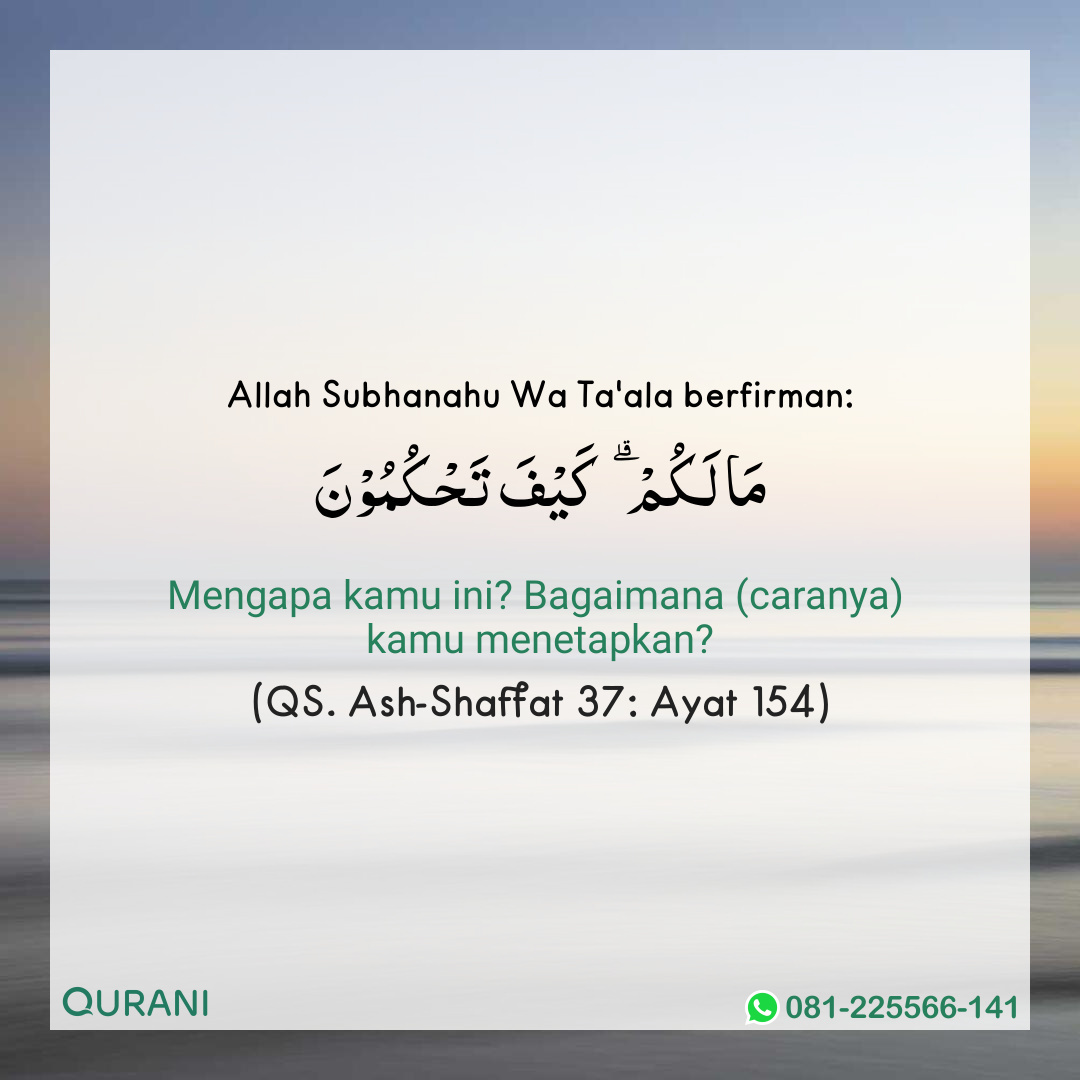 Allah Subhanahu Wa Ta'ala berfirman:
مَا لَـكُمْ ۗ كَيْفَ تَحْكُمُوْنَ
Mengapa kamu ini? Bagaimana (caranya)
kamu menetapkan?
(QS. Ash-Shaffat 37: Ayat 154)
QURANI
081-225566-141